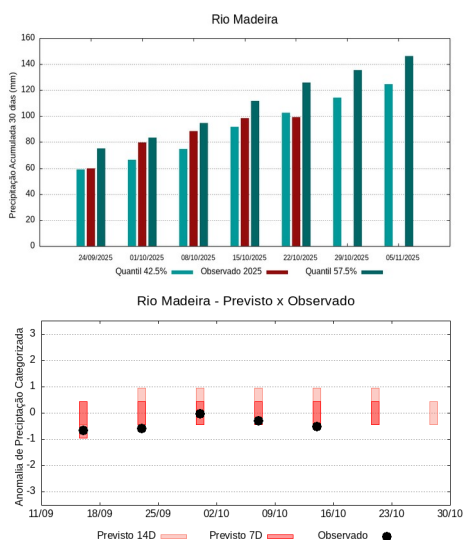 Rio Madeira
Precipitação Acumulada 30 dias (mm)
160
140
120
100
80
60
40
20
0
24/09/2025 01/10/2025 08/10/2025 15/10/2025 22/10/2025 29/10/2025 05/11/2025
Quantil 42.5% Observado 2025 Quantil 57.5%
Rio Madeira - Previsto x Observado
Anomalia de Precipitação Categorizada
3
2
1
0
-1
-2
-3
11/09 18/09 25/09 02/10 09/10 16/10 23/10 30/10
Previsto 14D Previsto 7D Observado